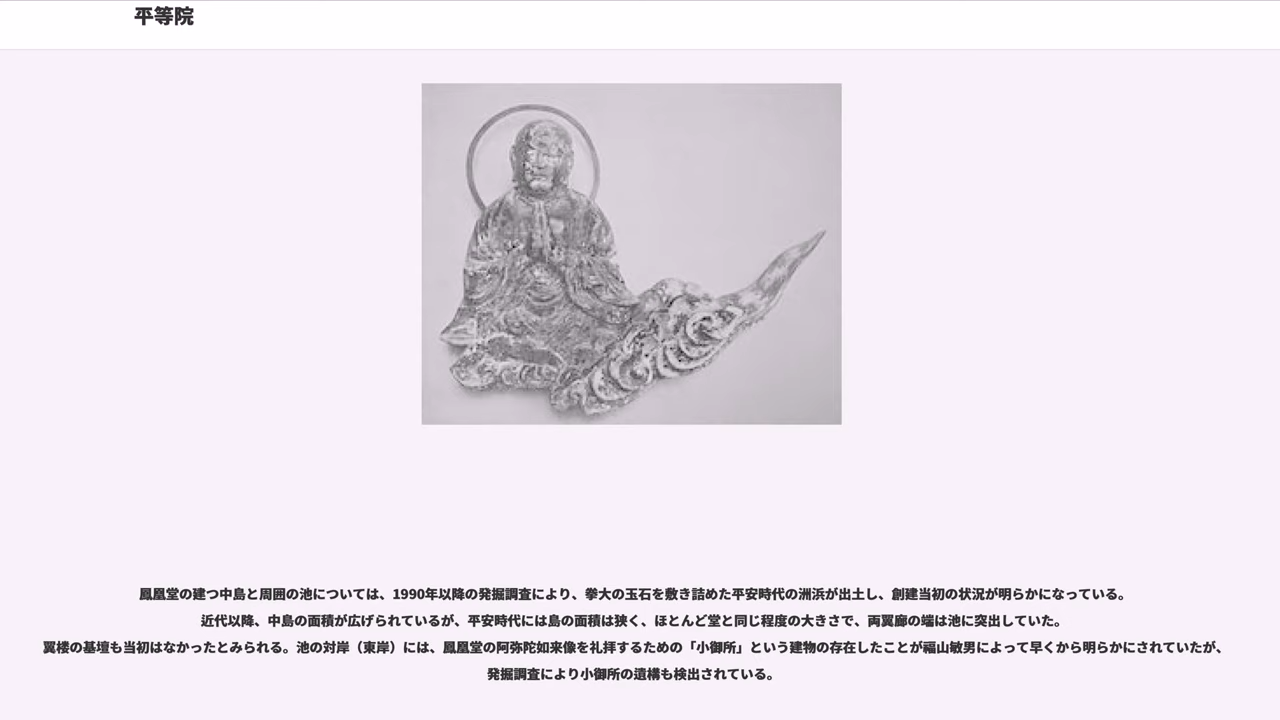 平等院
鳳凰堂の建つ中島と周囲の池については、1990年以降の発掘調査により、拳大の玉石を敷き詰めた平安時代の洲浜が出土し、創建当初の状況が明らかになっている。
近代以降、中島の面積が広げられているが、平安時代には島の面積は狭く、ほとんど堂と同じ程度の大きさで、両翼廊の端は池に突出していた。
翼楼の基壇も当初はなかったとみられる。池の対岸（東岸）には、鳳凰堂の阿弥陀如来像を礼拝するための「小御所」という建物の存在したことが福山敏男によって早くから明らかにされていたが、
発掘調査により小御所の遺構も検出されている。